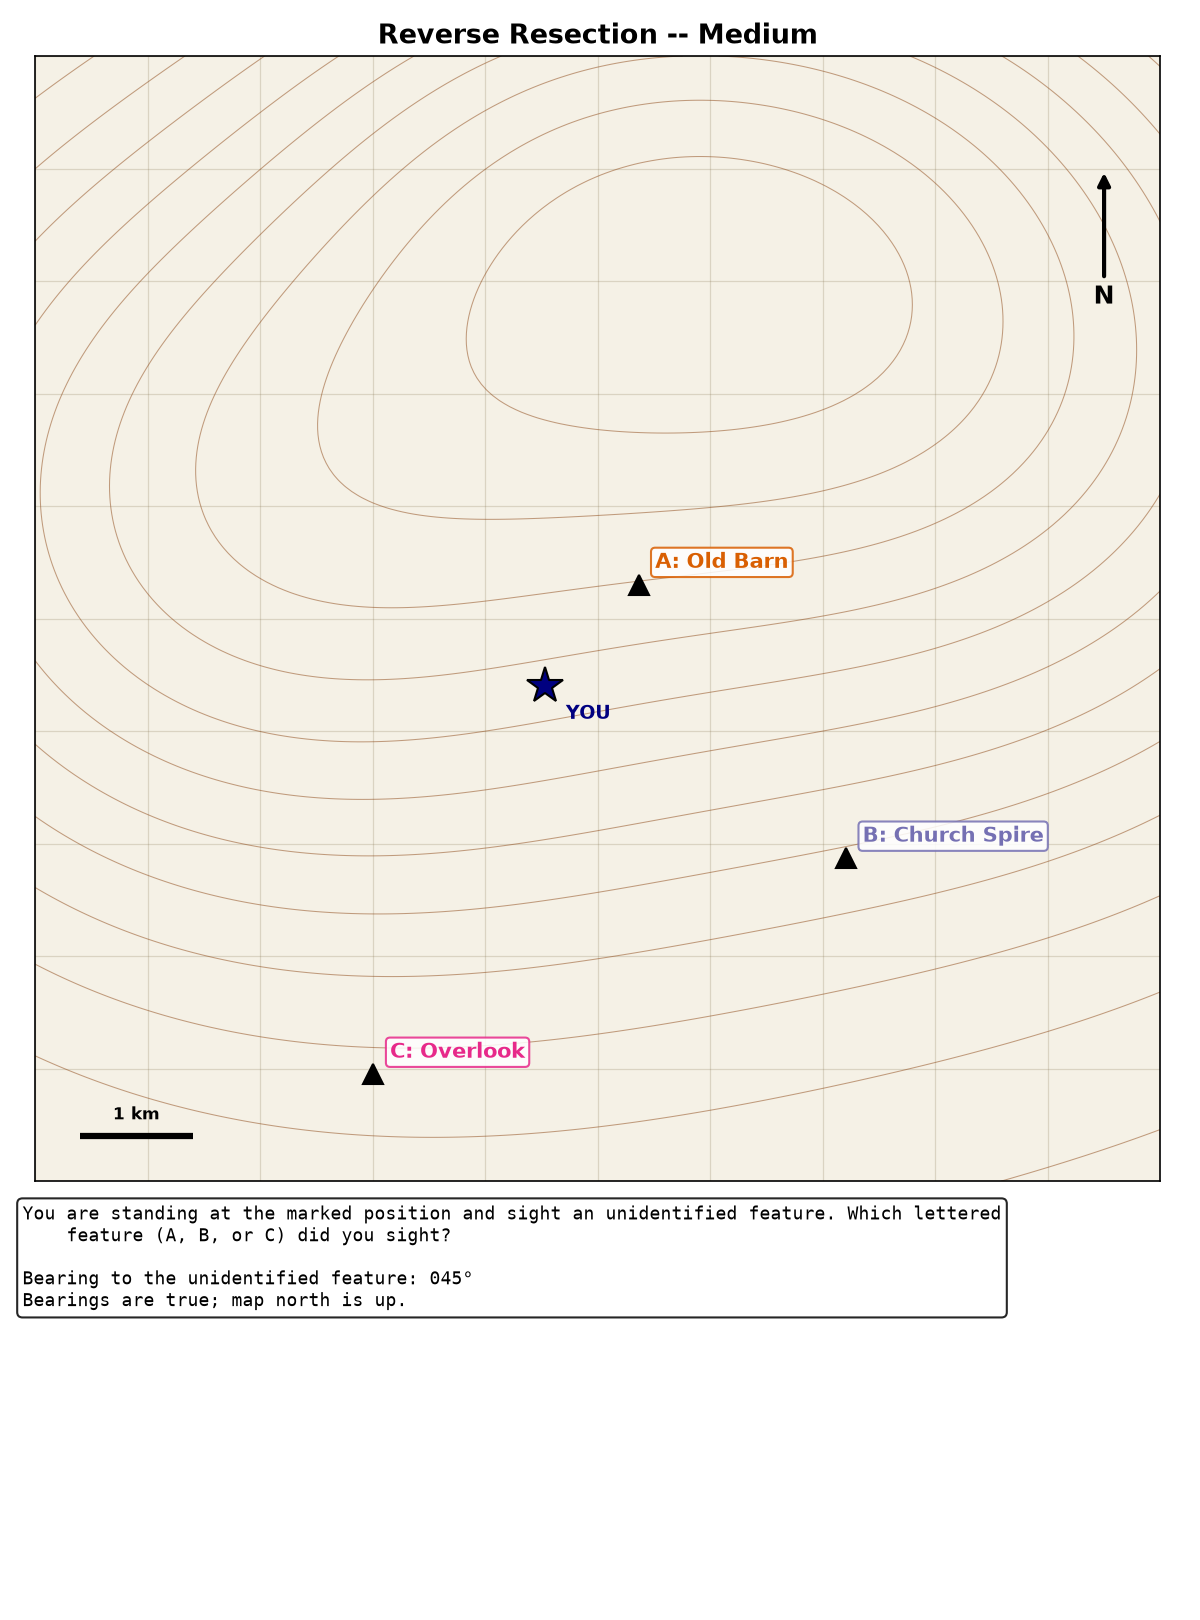 Reverse Resection -- Medium
N
A: Old Barn
YOU
B: Church Spire
C: Overlook
1 km
You are standing at the marked position and sight an unidentified feature. Which lettered
feature (A, B, or C) did you sight?
Bearing to the unidentified feature: 045°
Bearings are true; map north is up.